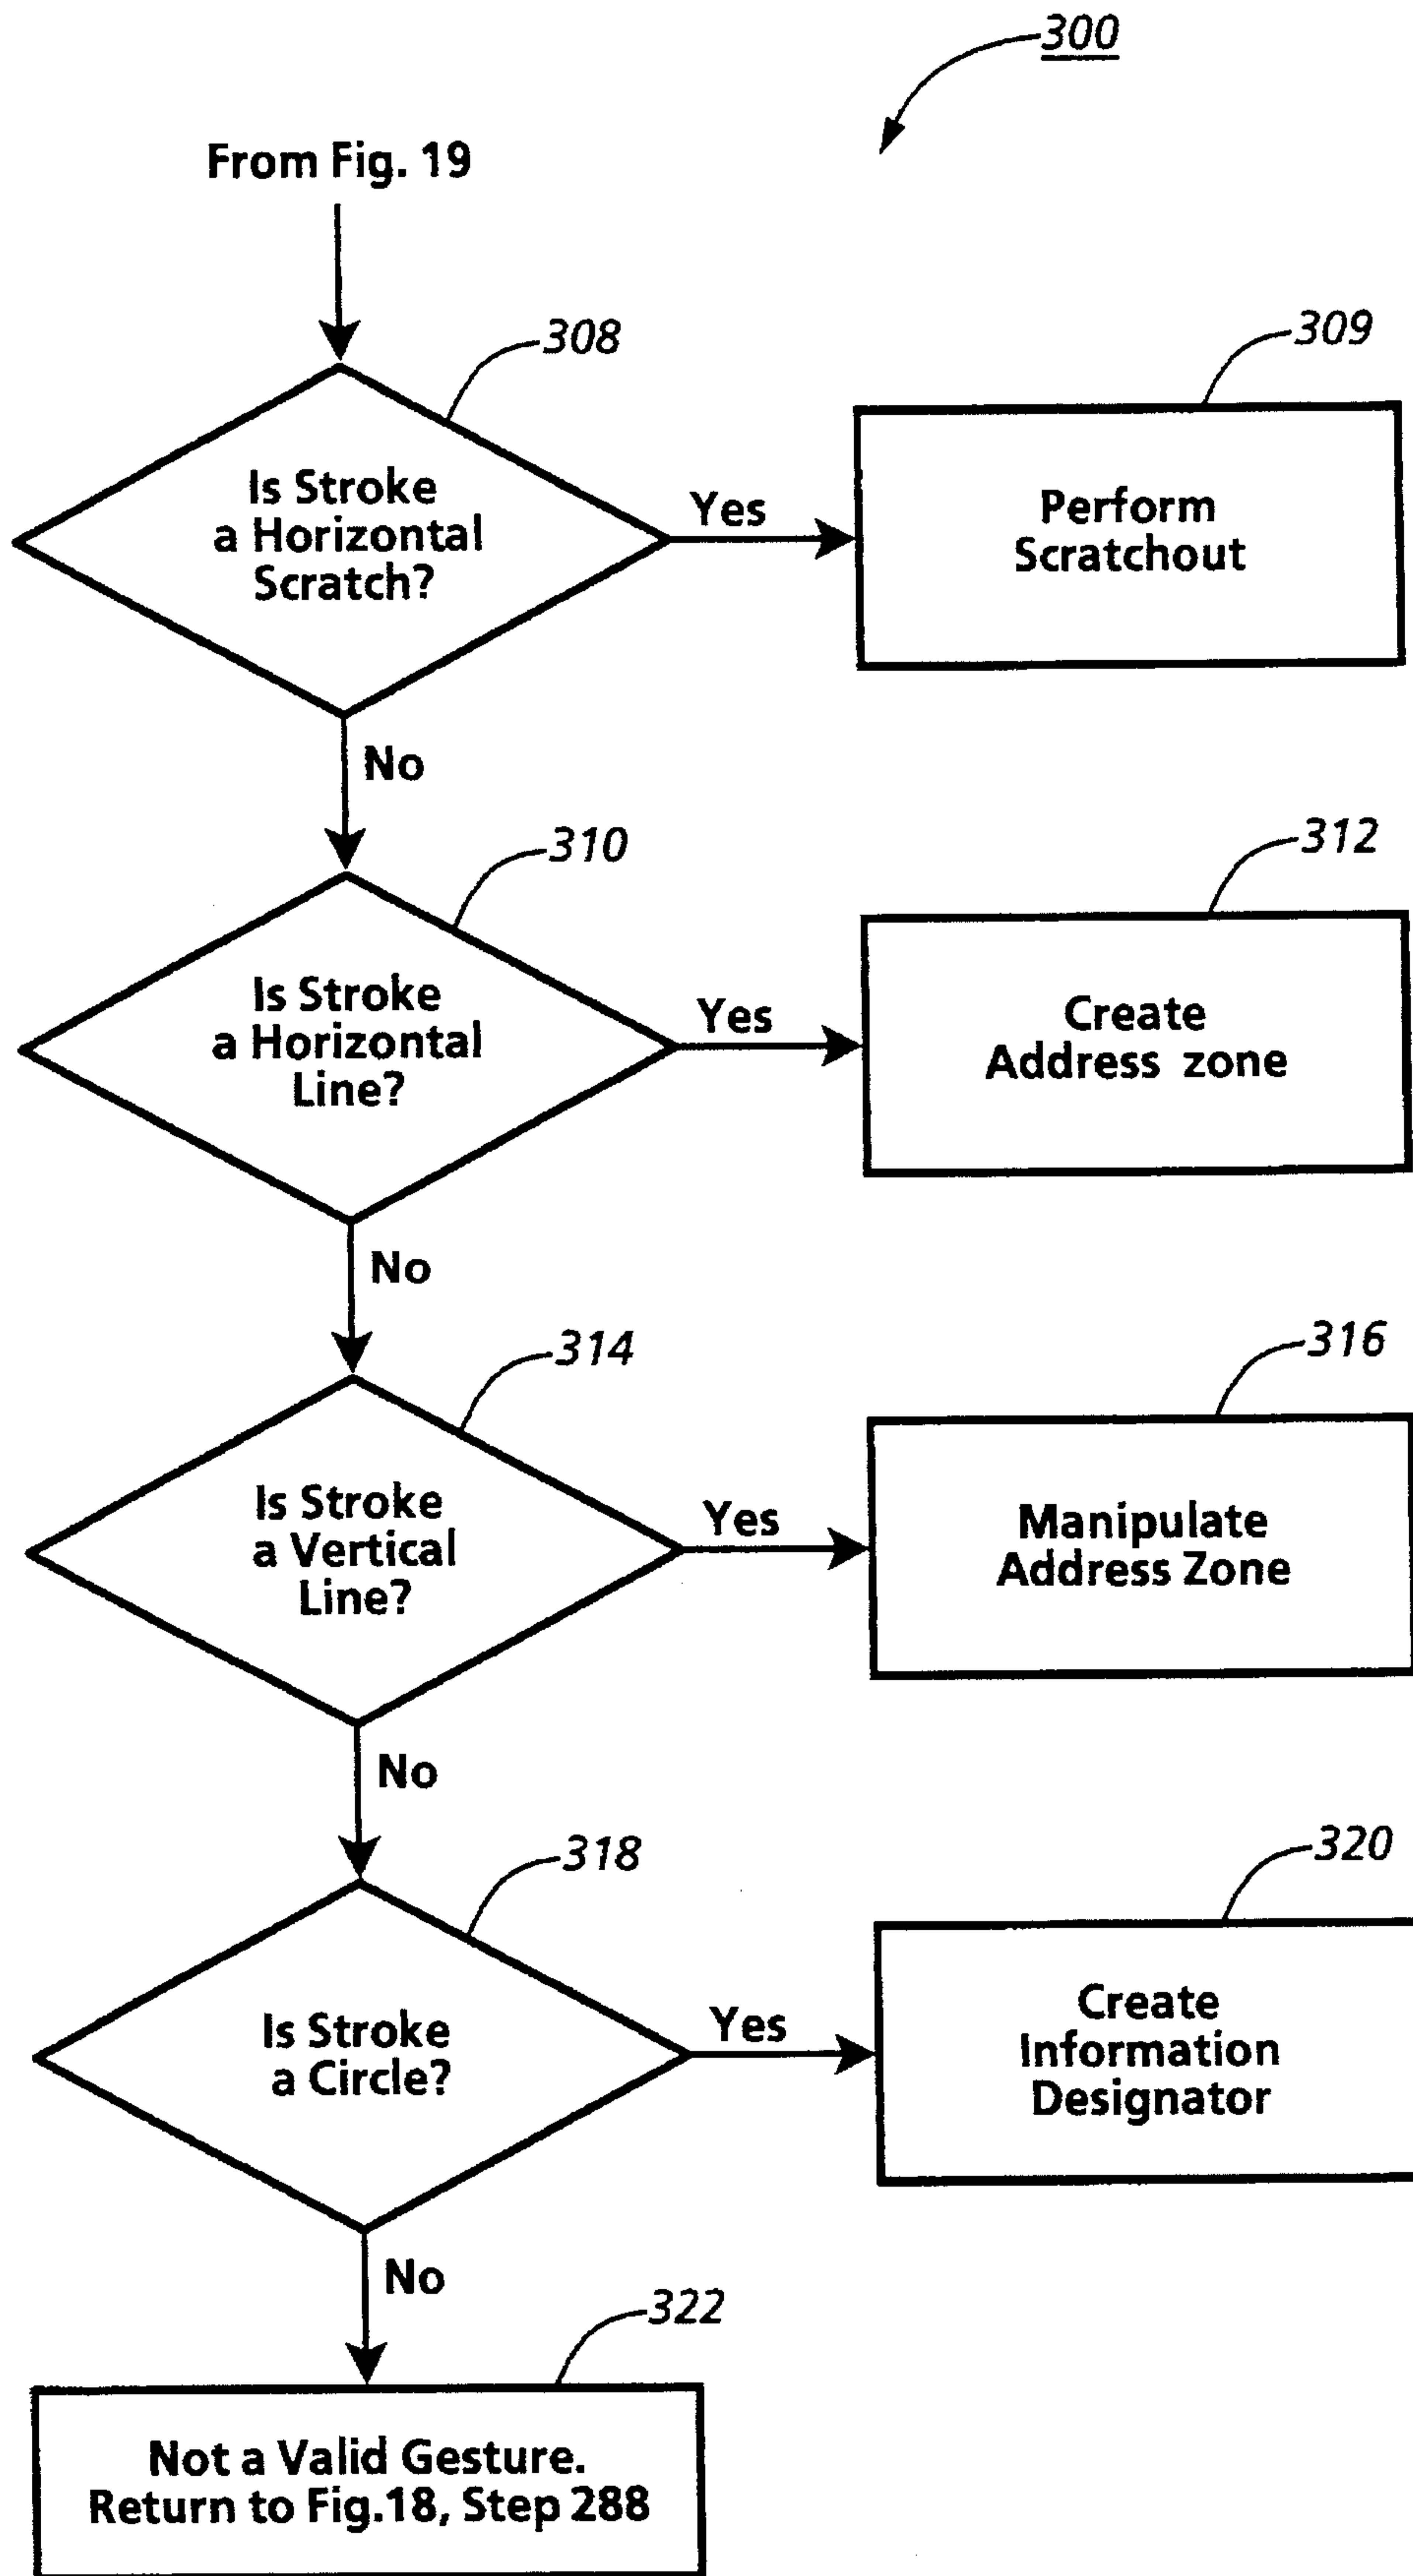 300
From Fig. 19
308
309
Is Stroke
a Horizontal
Scratch?
Yes
Perform
Scratchout
No
310
312
Is Stroke
a Horizontal
Line?
Yes
Create
Address zone
No
314
316
Is Stroke
a Vertical
Line?
Yes
Manipulate
Address Zone
No
318
320
Is Stroke
a Circle?
Yes
Create
Information
Designator
No
322
Not a Valid Gesture.
Return to Fig.18, Step 288